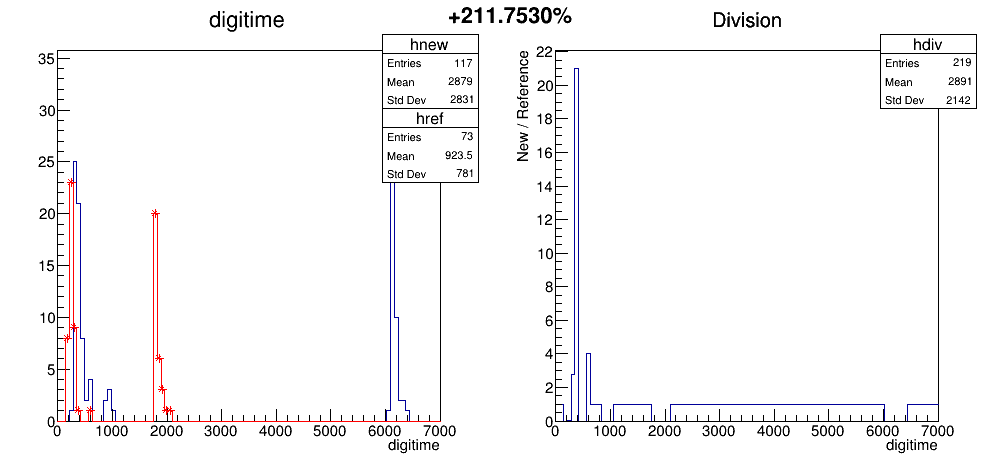 +211.7530%
digitime
hnew
Entries 117
Mean 2879
Std Dev 2831
href
Entries 73
Mean 923.5
Std Dev 781
35
30
25
20
15
10
5
0
0 1000 2000 3000 4000 5000 6000 7000
digitime
Division
hdiv
Entries 219
Mean 2891
Std Dev 2142
New / Reference
22
20
18
16
14
12
10
8
6
4
2
0
0 1000 2000 3000 4000 5000 6000 7000
digitime